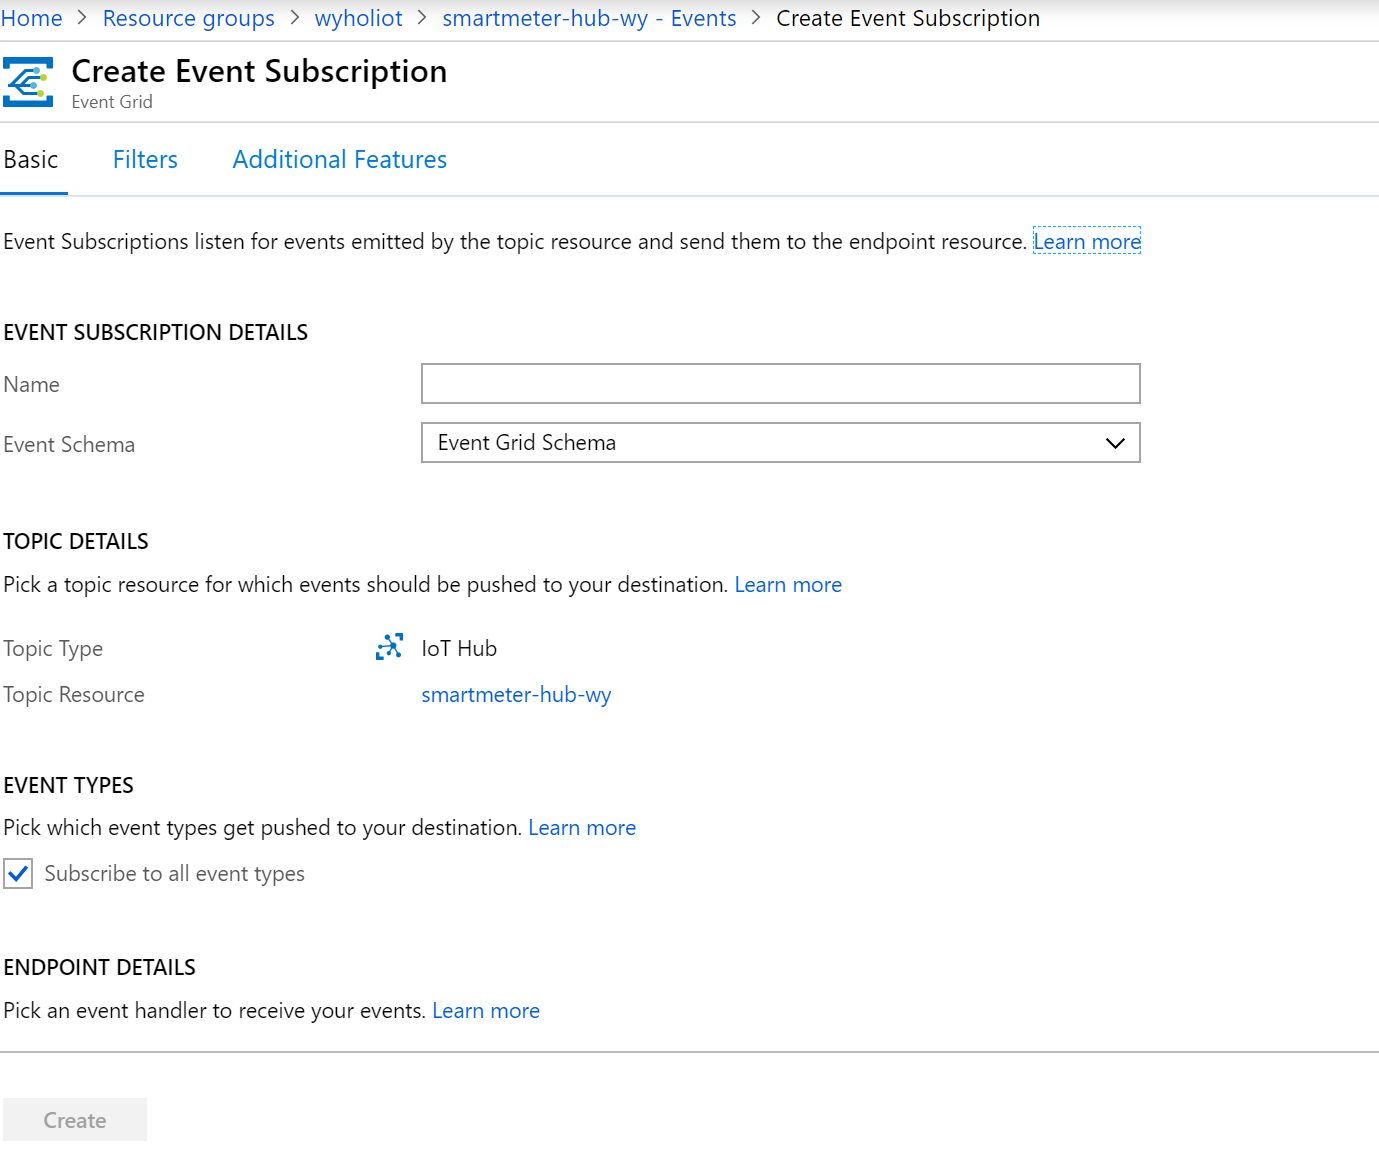 Home > Resource groups > wyholiot > smartmeter-hub-wy - Events > Create Event Subscription
Create Event Subscription
Event Grid
Basic Filters Additional Features
Event Subscriptions listen for events emitted by the topic resource and send them to the endpoint resource. Learn more
EVENT SUBSCRIPTION DETAILS
Name
Event Schema Event Grid Schema
TOPIC DETAILS
Pick a topic resource for which events should be pushed to your destination. Learn more
Topic Type IoT Hub
Topic Resource smartmeter-hub-wy
EVENT TYPES
Pick which event types get pushed to your destination. Learn more
Subscribe to all event types
ENDPOINT DETAILS
Pick an event handler to receive your events. Learn more
Create